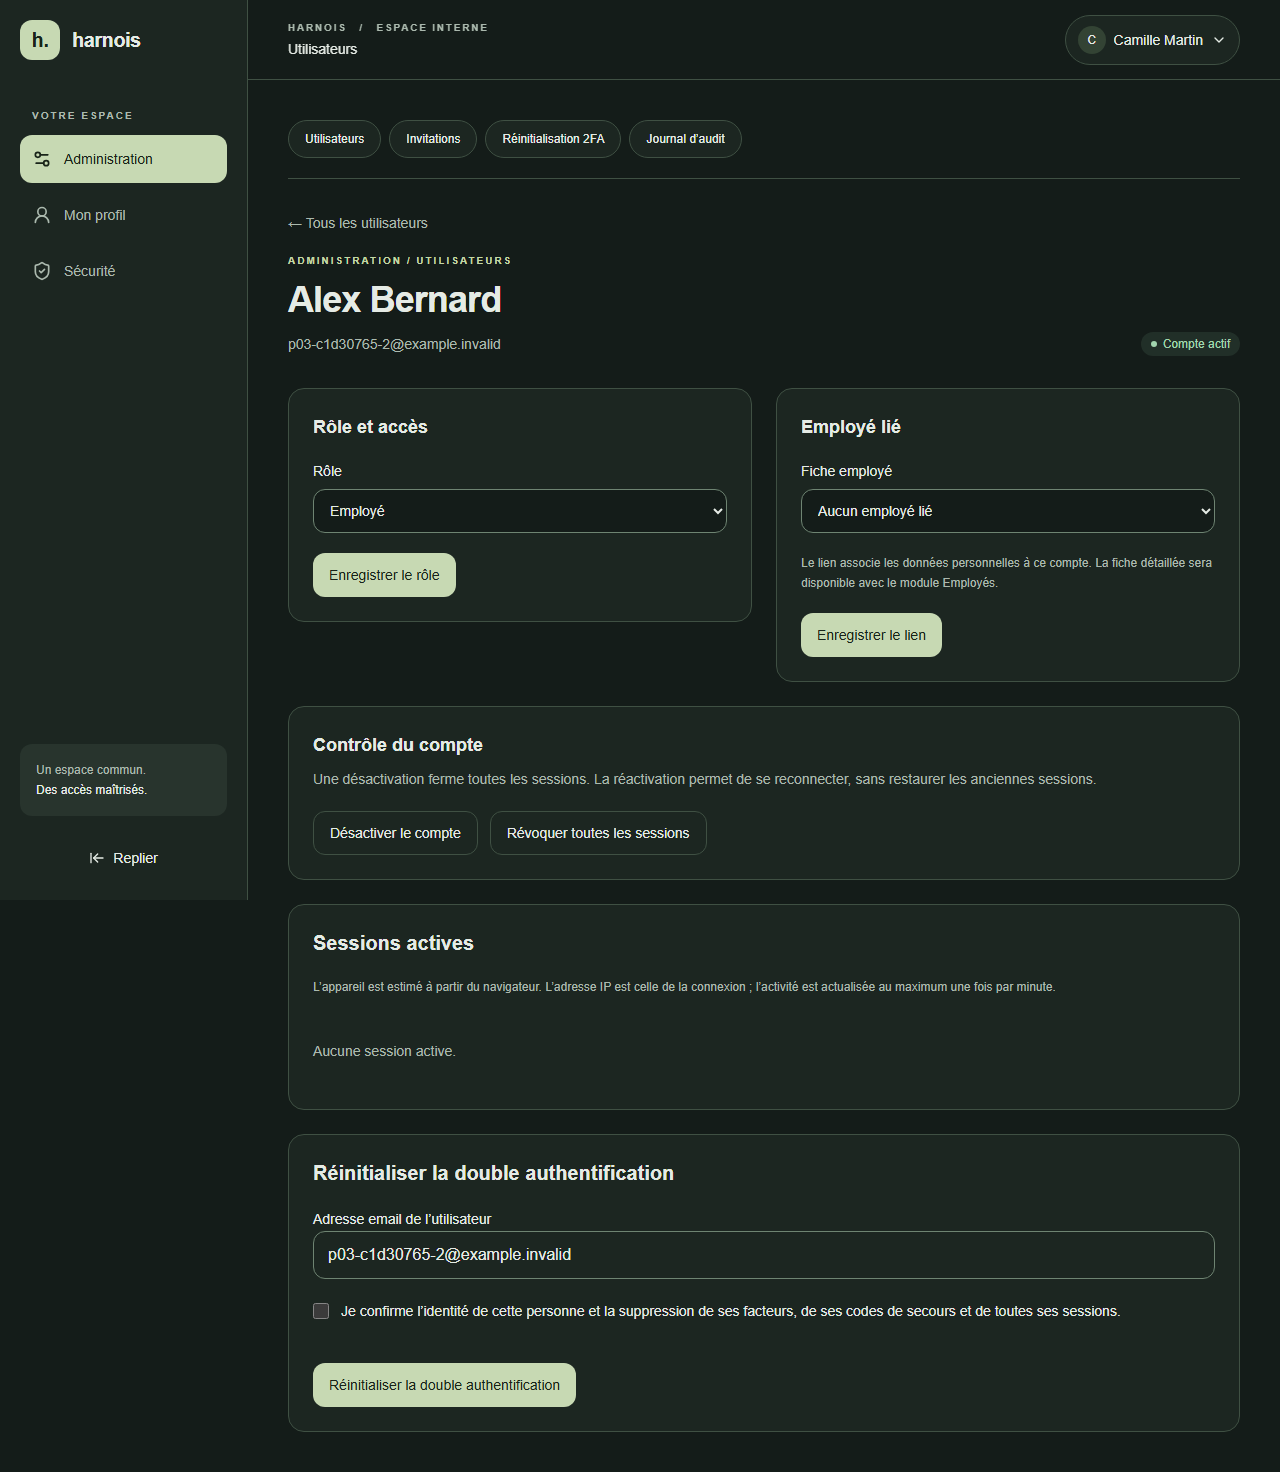 h. harnois
HARNOIS / ESPACE INTERNE
Utilisateurs
C Camille Martin
VOTRE ESPACE
Administration
Mon profil
Sécurité
Un espace commun.
Des accès maîtrisés.
Replier
Utilisateurs Invitations Réinitialisation 2FA Journal d’audit
← Tous les utilisateurs
ADMINISTRATION / UTILISATEURS
Alex Bernard
p03-c1d30765-2@example.invalid
Compte actif
Rôle et accès
Rôle
Employé
Enregistrer le rôle
Employé lié
Fiche employé
Aucun employé lié
Le lien associe les données personnelles à ce compte. La fiche détaillée sera
disponible avec le module Employés.
Enregistrer le lien
Contrôle du compte
Une désactivation ferme toutes les sessions. La réactivation permet de se reconnecter, sans restaurer les anciennes sessions.
Désactiver le compte Révoquer toutes les sessions
Sessions actives
L’appareil est estimé à partir du navigateur. L’adresse IP est celle de la connexion ; l’activité est actualisée au maximum une fois par minute.
Aucune session active.
Réinitialiser la double authentification
Adresse email de l’utilisateur
p03-c1d30765-2@example.invalid
Je confirme l’identité de cette personne et la suppression de ses facteurs, de ses codes de secours et de toutes ses sessions.
Réinitialiser la double authentification